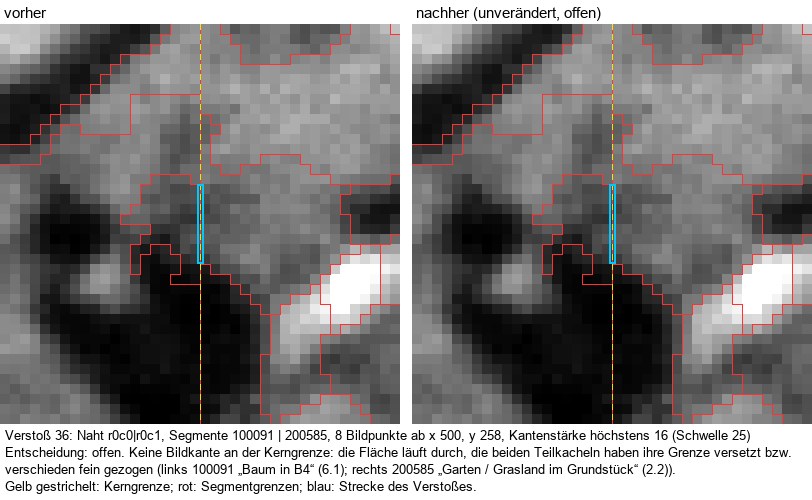 vorher
nachher (unverändert, offen)
Verstoß 36: Naht r0c0|r0c1, Segmente 100091 | 200585, 8 Bildpunkte ab x 500, y 258, Kantenstärke höchstens 16 (Schwelle 25)
Entscheidung: offen. Keine Bildkante an der Kerngrenze: die Fläche läuft durch, die beiden Teilkacheln haben ihre Grenze versetzt bzw.
verschieden fein gezogen (links 100091 „Baum in B4“ (6.1); rechts 200585 „Garten / Grasland im Grundstück“ (2.2)).
Gelb gestrichelt: Kerngrenze; rot: Segmentgrenzen; blau: Strecke des Verstoßes.